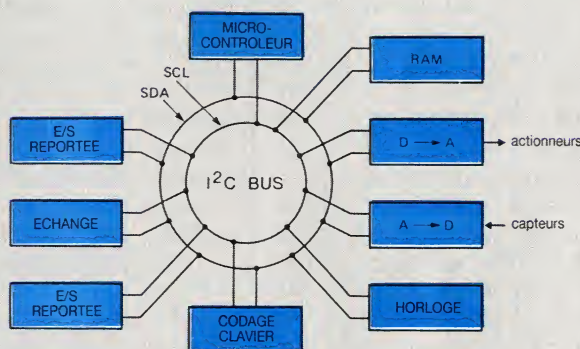 MICRO-
CONTROLEUR
RAM
SCL
SDA
E/S
REPORTEE
D → A
actionneurs
I²C BUS
ECHANGE
A → D
capteurs
E/S
REPORTEE
HORLOGE
CODAGE
CLAVIER